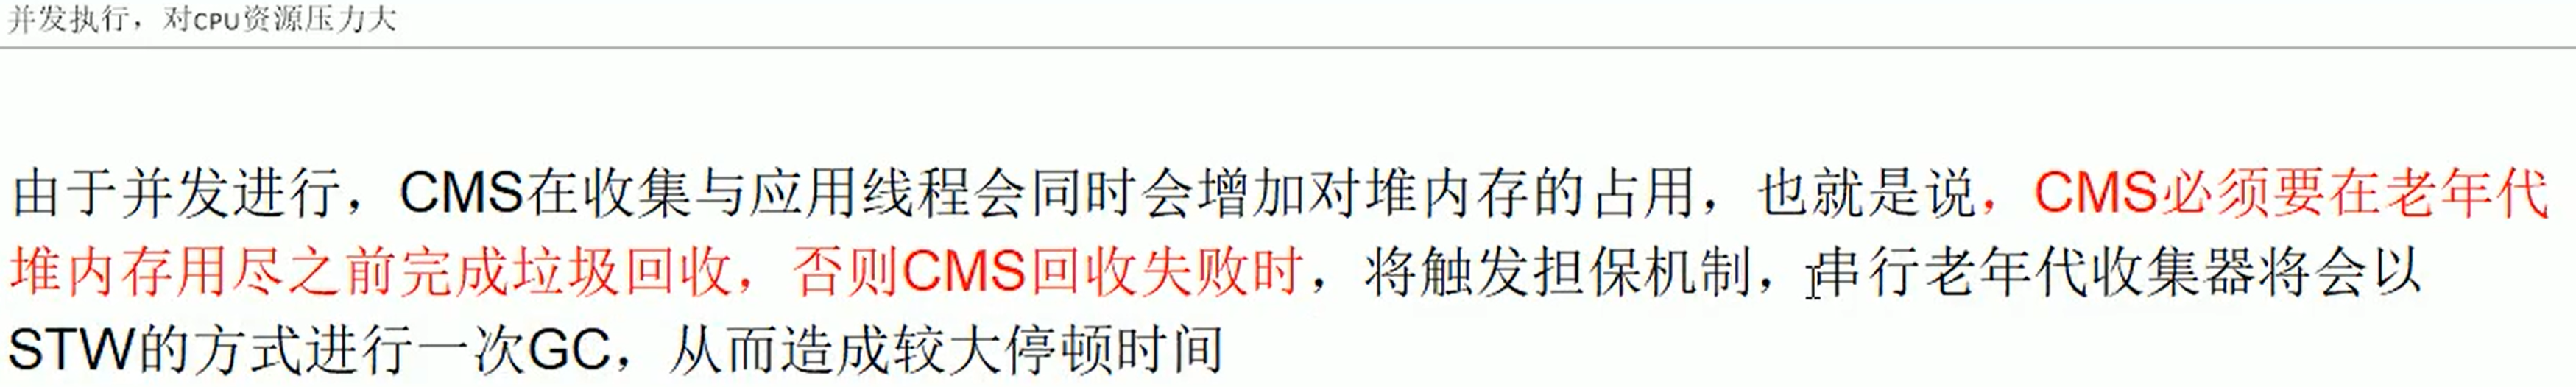 并发执行，对CPU资源压力大
由于并发进行，CMS在收集与应用线程会同时会增加对堆内存的占用，也就是说，CMS必须要在老年代
堆内存用尽之前完成垃圾回收，否则CMS回收失败时，将触发担保机制，串行老年代收集器将会以
STW的方式进行一次GC，从而造成较大停顿时间